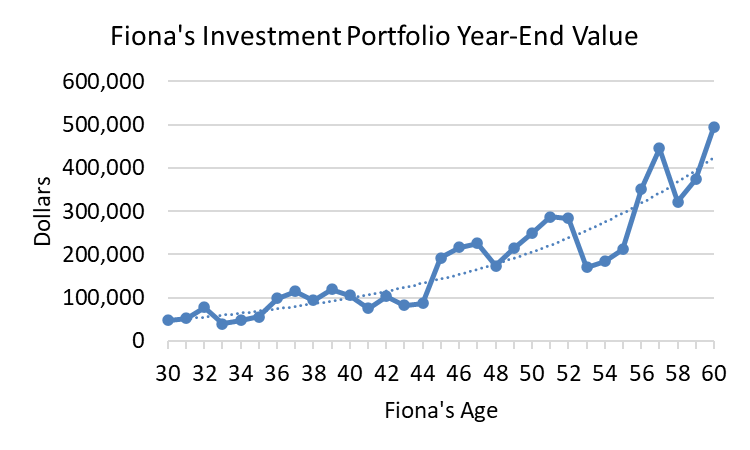 Fiona's Investment Portfolio Year-End Value
600,000
500,000
400,000
300,000
200,000
100,000
0
Dollars
30 32 34 36 38 40 42 44 46 48 50 52 54 56 58 60
Fiona's Age